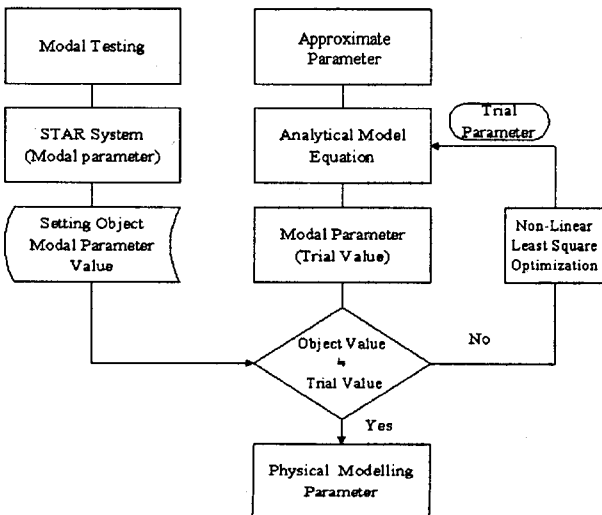 Modal Testing
STAR System
(Modal parameter)
Setting Object
Modal Parameter
Value
Approximate
Parameter
Analytical Model
Equation
Modal Parameter
(Trial Value)
Trial
Parameter
Non-Linear
Least Square
Optimization
Object Value
≒
Trial Value
No
Yes
Physical Modelling
Parameter